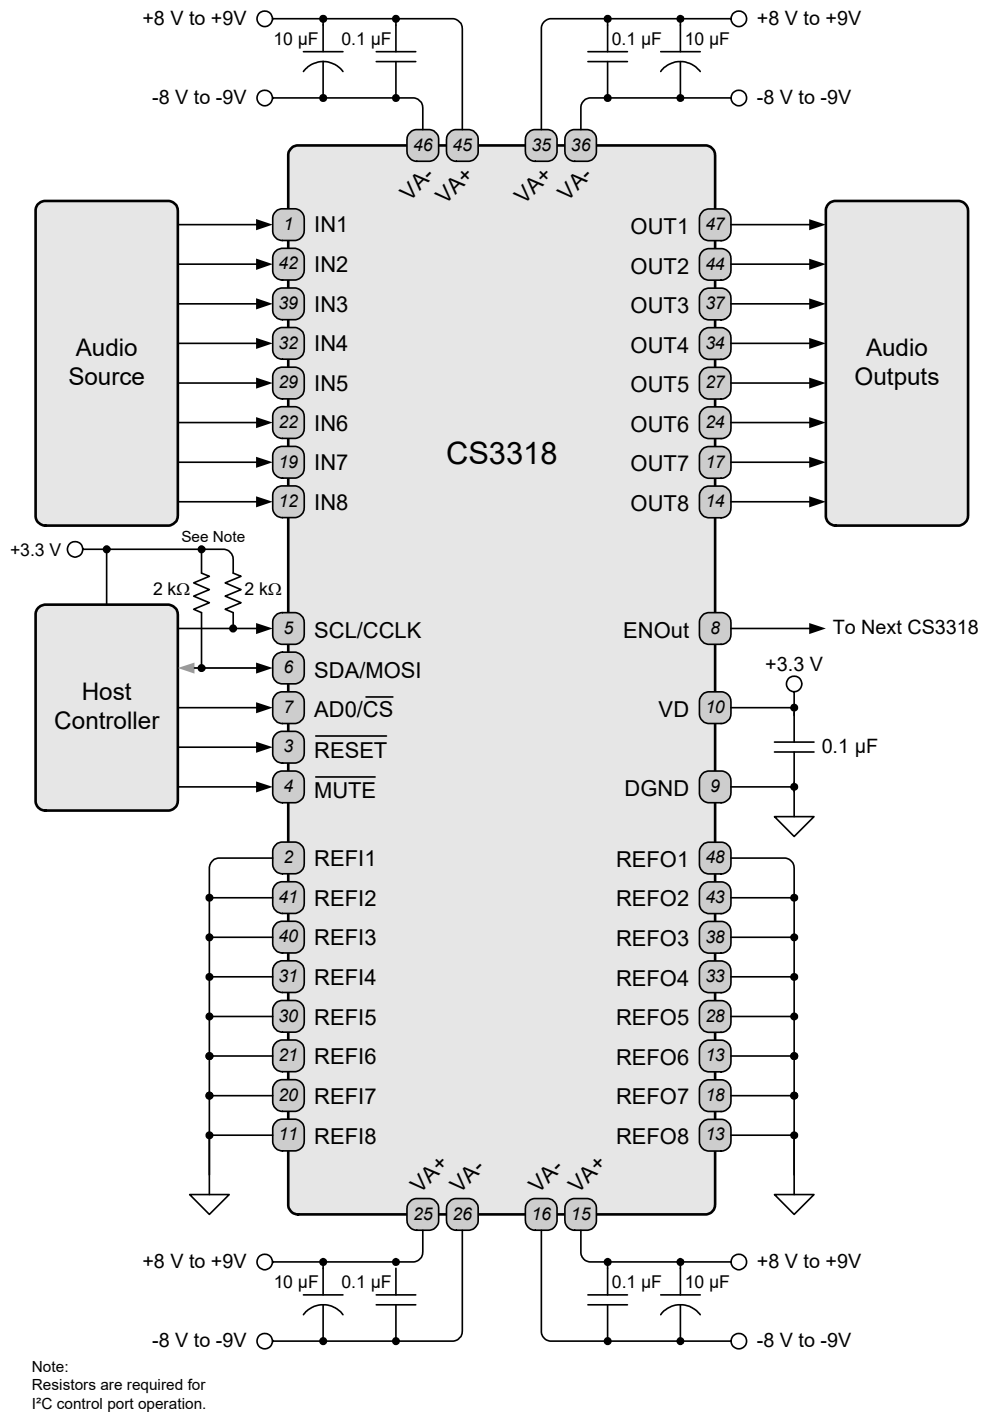 +8 V to +9V
10 µF 0.1 µF
-8 V to -9V
+8 V to +9V
0.1 µF 10 µF
-8 V to -9V
46 45 35 36
VA- VA+ VA+ VA-
Audio
Source
1 IN1
42 IN2
39 IN3
32 IN4
29 IN5
22 IN6
19 IN7
12 IN8
CS3318
OUT1 47
OUT2 44
OUT3 37
OUT4 34
OUT5 27
OUT6 24
OUT7 17
OUT8 14
Audio
Outputs
+3.3 V
See Note
2 kΩ 2 kΩ
Host
Controller
5 SCL/CCLK
6 SDA/MOSI
7 AD0/C̅S̅
3 R̅E̅S̅E̅T̅
4 M̅U̅T̅E̅
ENOut 8 To Next CS3318
+3.3 V
VD 10
0.1 µF
DGND 9
2 REFI1
41 REFI2
40 REFI3
31 REFI4
30 REFI5
21 REFI6
20 REFI7
11 REFI8
REFO1 48
REFO2 43
REFO3 38
REFO4 33
REFO5 28
REFO6 13
REFO7 18
REFO8 13
VA+ VA- VA- VA+
25 26 16 15
+8 V to +9V
10 µF 0.1 µF
-8 V to -9V
+8 V to +9V
0.1 µF 10 µF
-8 V to -9V
Note:
Resistors are required for
I²C control port operation.